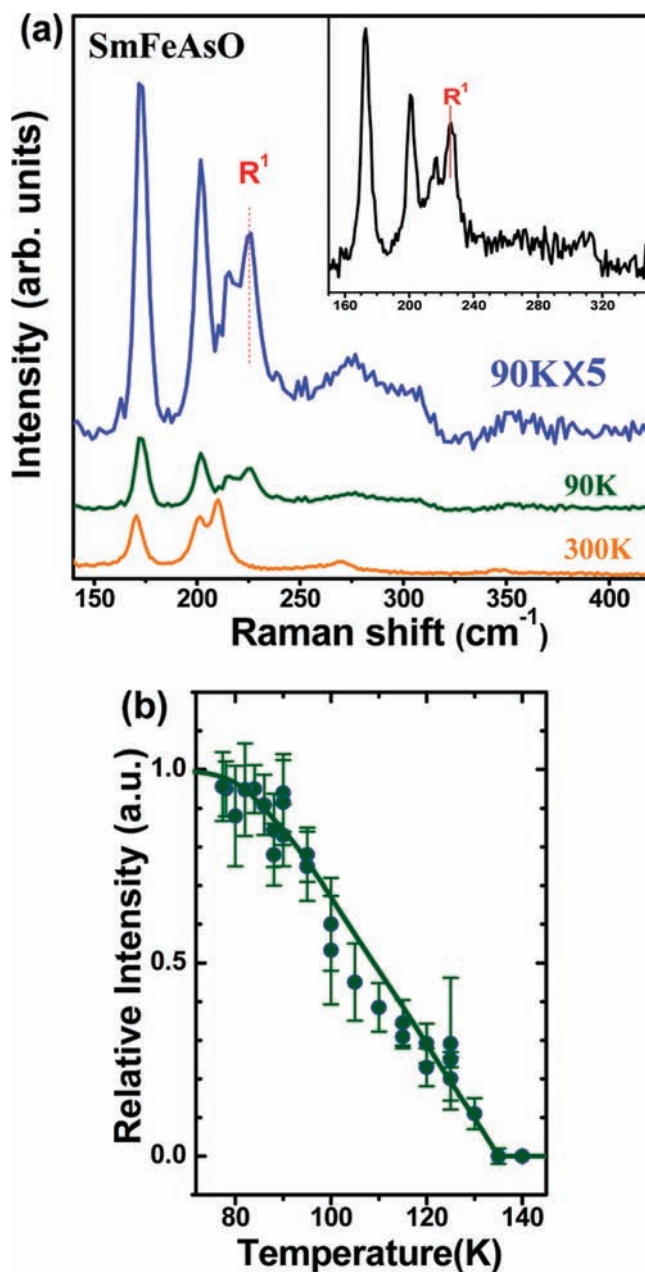 (a)
SmFeAsO
R¹
R¹
160 200 240 280 320
Intensity (arb. units)
90K×5
90K
300K
150 200 250 300 350 400
Raman shift (cm⁻¹)
(b)
Relative Intensity (a.u.)
1.0
0.5
0.0
80 100 120 140
Temperature(K)